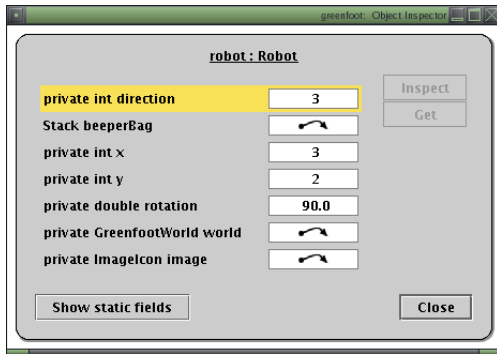 greenfoot: Object Inspector
robot : Robot
private int direction 3
Inspect
Stack beeperBag
Get
private int x 3
private int y 2
private double rotation 90.0
private GreenfootWorld world
private ImageIcon image
Show static fields Close